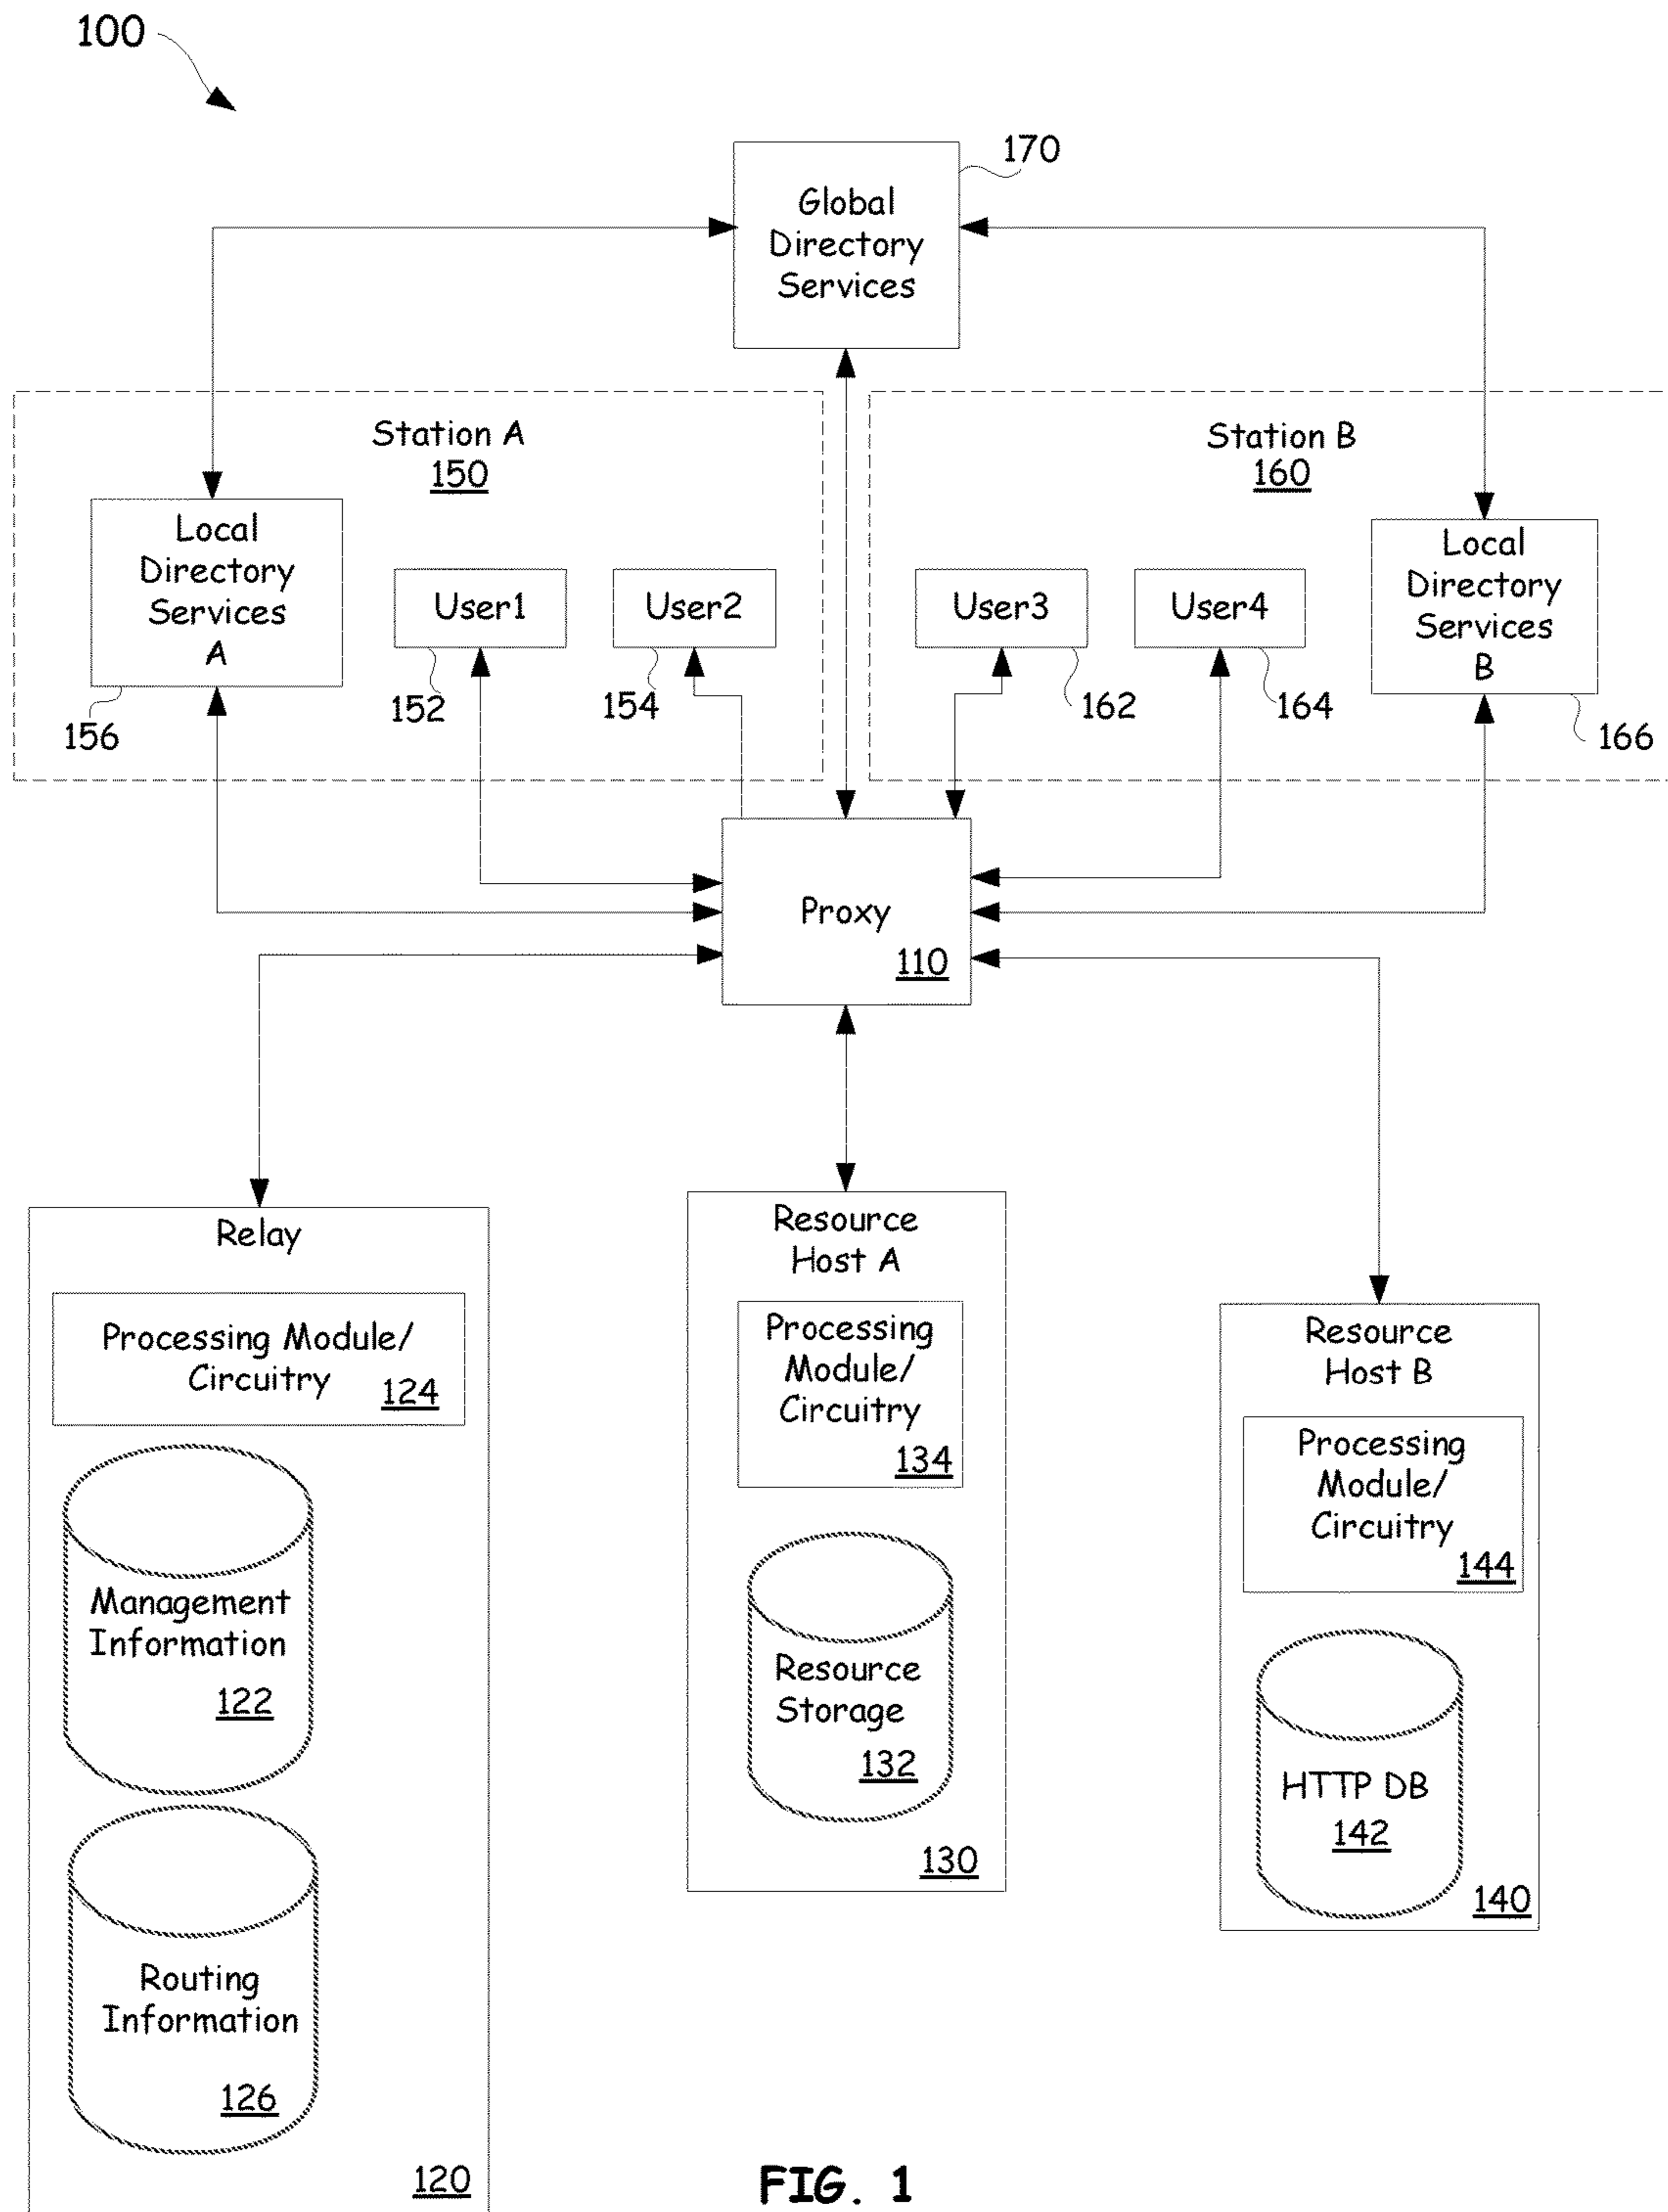 100
170
Global
Directory
Services
Station A
150
Station B
160
Local
Directory
Services
A
User1
User2
User3
User4
Local
Directory
Services
B
156
152
154
162
164
166
Proxy
110
Relay
Processing Module/
Circuitry
124
Management
Information
122
Routing
Information
126
120
Resource
Host A
Processing
Module/
Circuitry
134
Resource
Storage
132
130
Resource
Host B
Processing
Module/
Circuitry
144
HTTP DB
142
140
FIG. 1